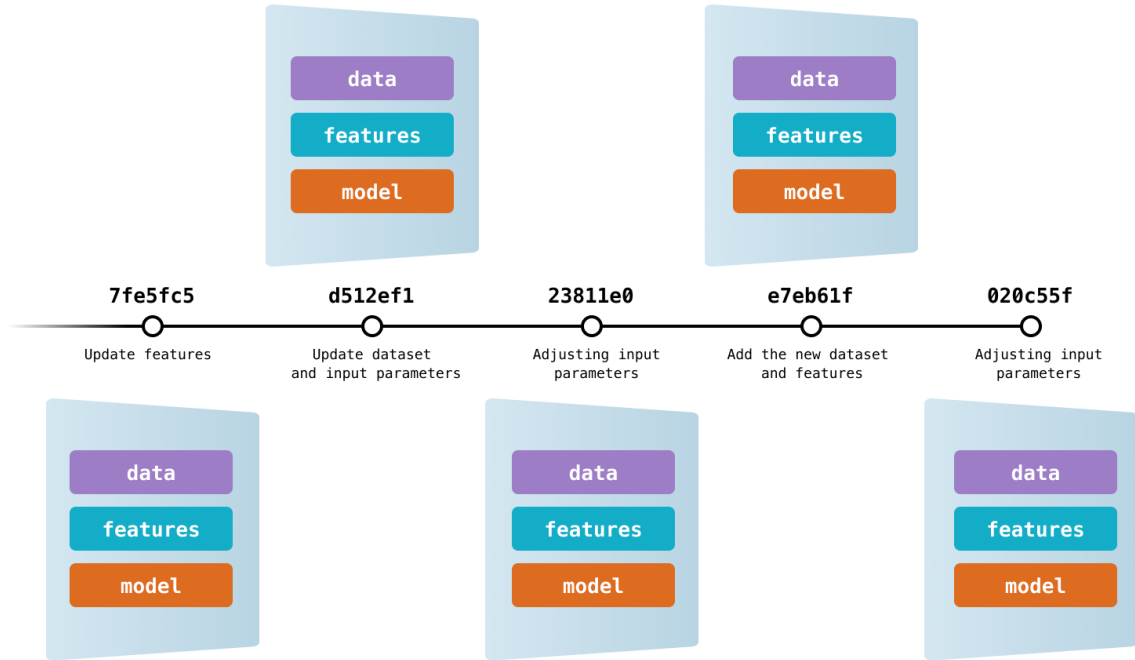 data
features
model
data
features
model
7fe5fc5
d512ef1
23811e0
e7eb61f
020c55f
Update features
Update dataset
and input parameters
Adjusting input
parameters
Add the new dataset
and features
Adjusting input
parameters
data
features
model
data
features
model
data
features
model